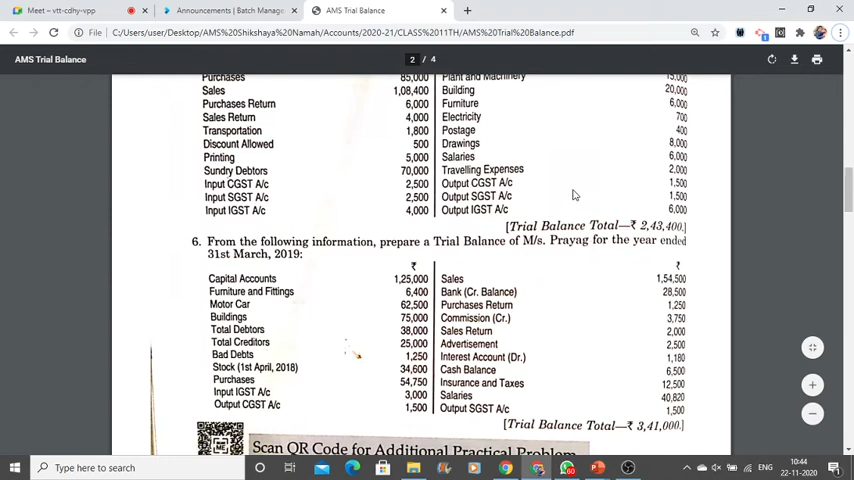 Meet – vtt-cdhy-vpp
Announcements | Batch Manage
AMS Trial Balance
File | C:/Users/user/Desktop/AMS%20Shikshaya%20Namah/Accounts/2020-21/CLASS%2011TH/AMS%20Trial%20Balance.pdf
AMS Trial Balance
2 / 4
Purchases 85,000 Plant and Machinery 15,000
Sales 1,08,400 Building 20,000
Purchases Return 6,000 Furniture 6,000
Sales Return 4,000 Electricity 700
Transportation 1,800 Postage 400
Discount Allowed 500 Drawings 8,000
Printing 5,000 Salaries 6,000
Sundry Debtors 70,000 Travelling Expenses 2,000
Input CGST A/c 2,500 Output CGST A/c 1,500
Input SGST A/c 2,500 Output SGST A/c 1,500
Input IGST A/c 4,000 Output IGST A/c 6,000
[Trial Balance Total—₹ 2,43,400.]
6. From the following information, prepare a Trial Balance of M/s. Prayag for the year ended
31st March, 2019:
₹ ₹
Capital Accounts 1,25,000 Sales 1,54,500
Furniture and Fittings 6,400 Bank (Cr. Balance) 28,500
Motor Car 62,500 Purchases Return 1,250
Buildings 75,000 Commission (Cr.) 3,750
Total Debtors 38,000 Sales Return 2,000
Total Creditors 25,000 Advertisement 2,500
Bad Debts 1,250 Interest Account (Dr.) 1,180
Stock (1st April, 2018) 34,600 Cash Balance 6,500
Purchases 54,750 Insurance and Taxes 12,500
Input IGST A/c 3,000 Salaries 40,820
Output CGST A/c 1,500 Output SGST A/c 1,500
[Trial Balance Total—₹ 3,41,000.]
Scan QR Code for Additional Practical Problem
Type here to search
60
ENG
10:44
22-11-2020